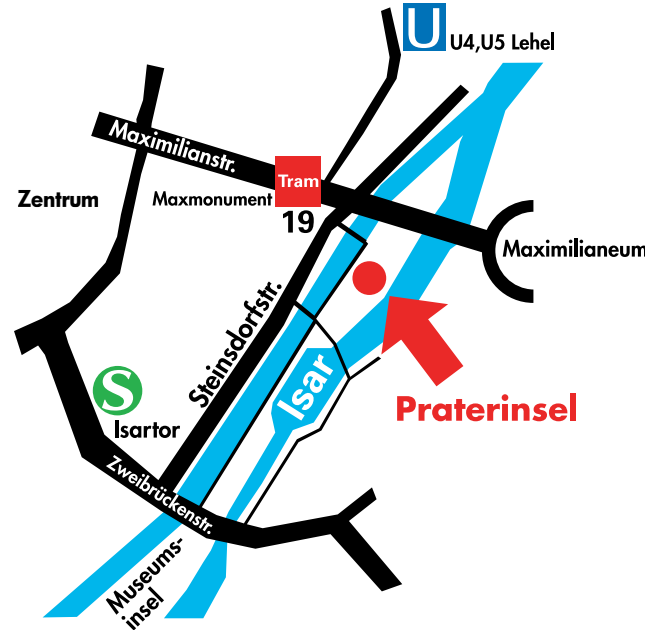 U
U4,U5 Lehel
Maximilianstr.
Tram
Zentrum
Maxmonument
19
Maximilianeum
Steinsdorfstr.
Isar
S
Isartor
Praterinsel
Zweibrückenstr.
Museums-
insel